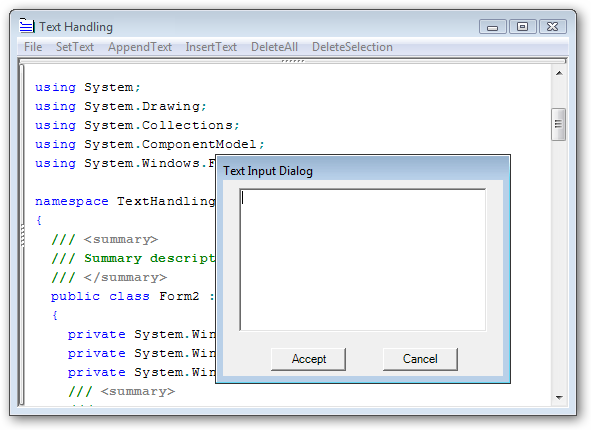 Text Handling
File SetText AppendText InsertText DeleteAll DeleteSelection
using System;
using System.Drawing;
using System.Collections;
using System.ComponentModel;
using System.Windows.F
namespace TextHandling
{
/// <summary>
/// Summary descript
/// </summary>
public class Form2 :
{
private System.Win
private System.Win
private System.Win
/// <summary>
Text Input Dialog
Accept Cancel